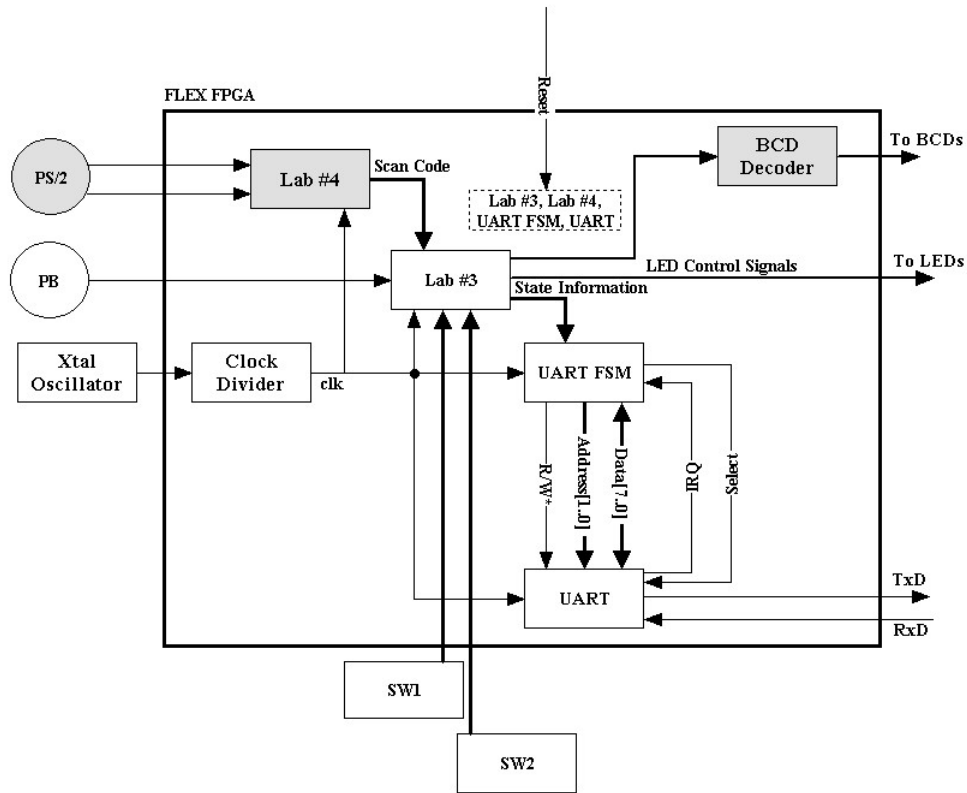 Reset
FLEX FPGA
To BCDs
BCD
Decoder
PS/2
Lab #4
Scan Code
Lab #3, Lab #4,
UART FSM, UART
To LEDs
LED Control Signals
PB
Lab #3
State Information
Xtal
Oscillator
Clock
Divider
clk
UART FSM
R/W*
Address[1..0]
Data[7..0]
IRQ
Select
UART
TxD
RxD
SW1
SW2